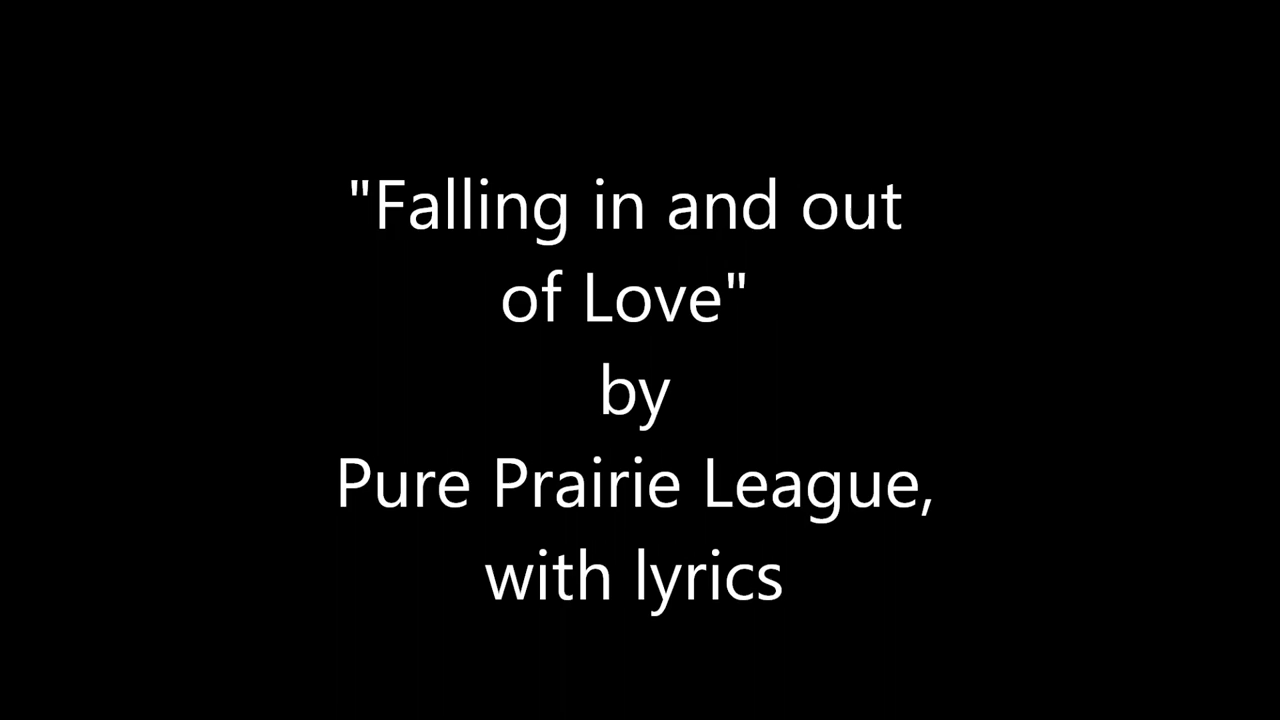 "Falling in and out
of Love"
by
Pure Prairie League,
with lyrics